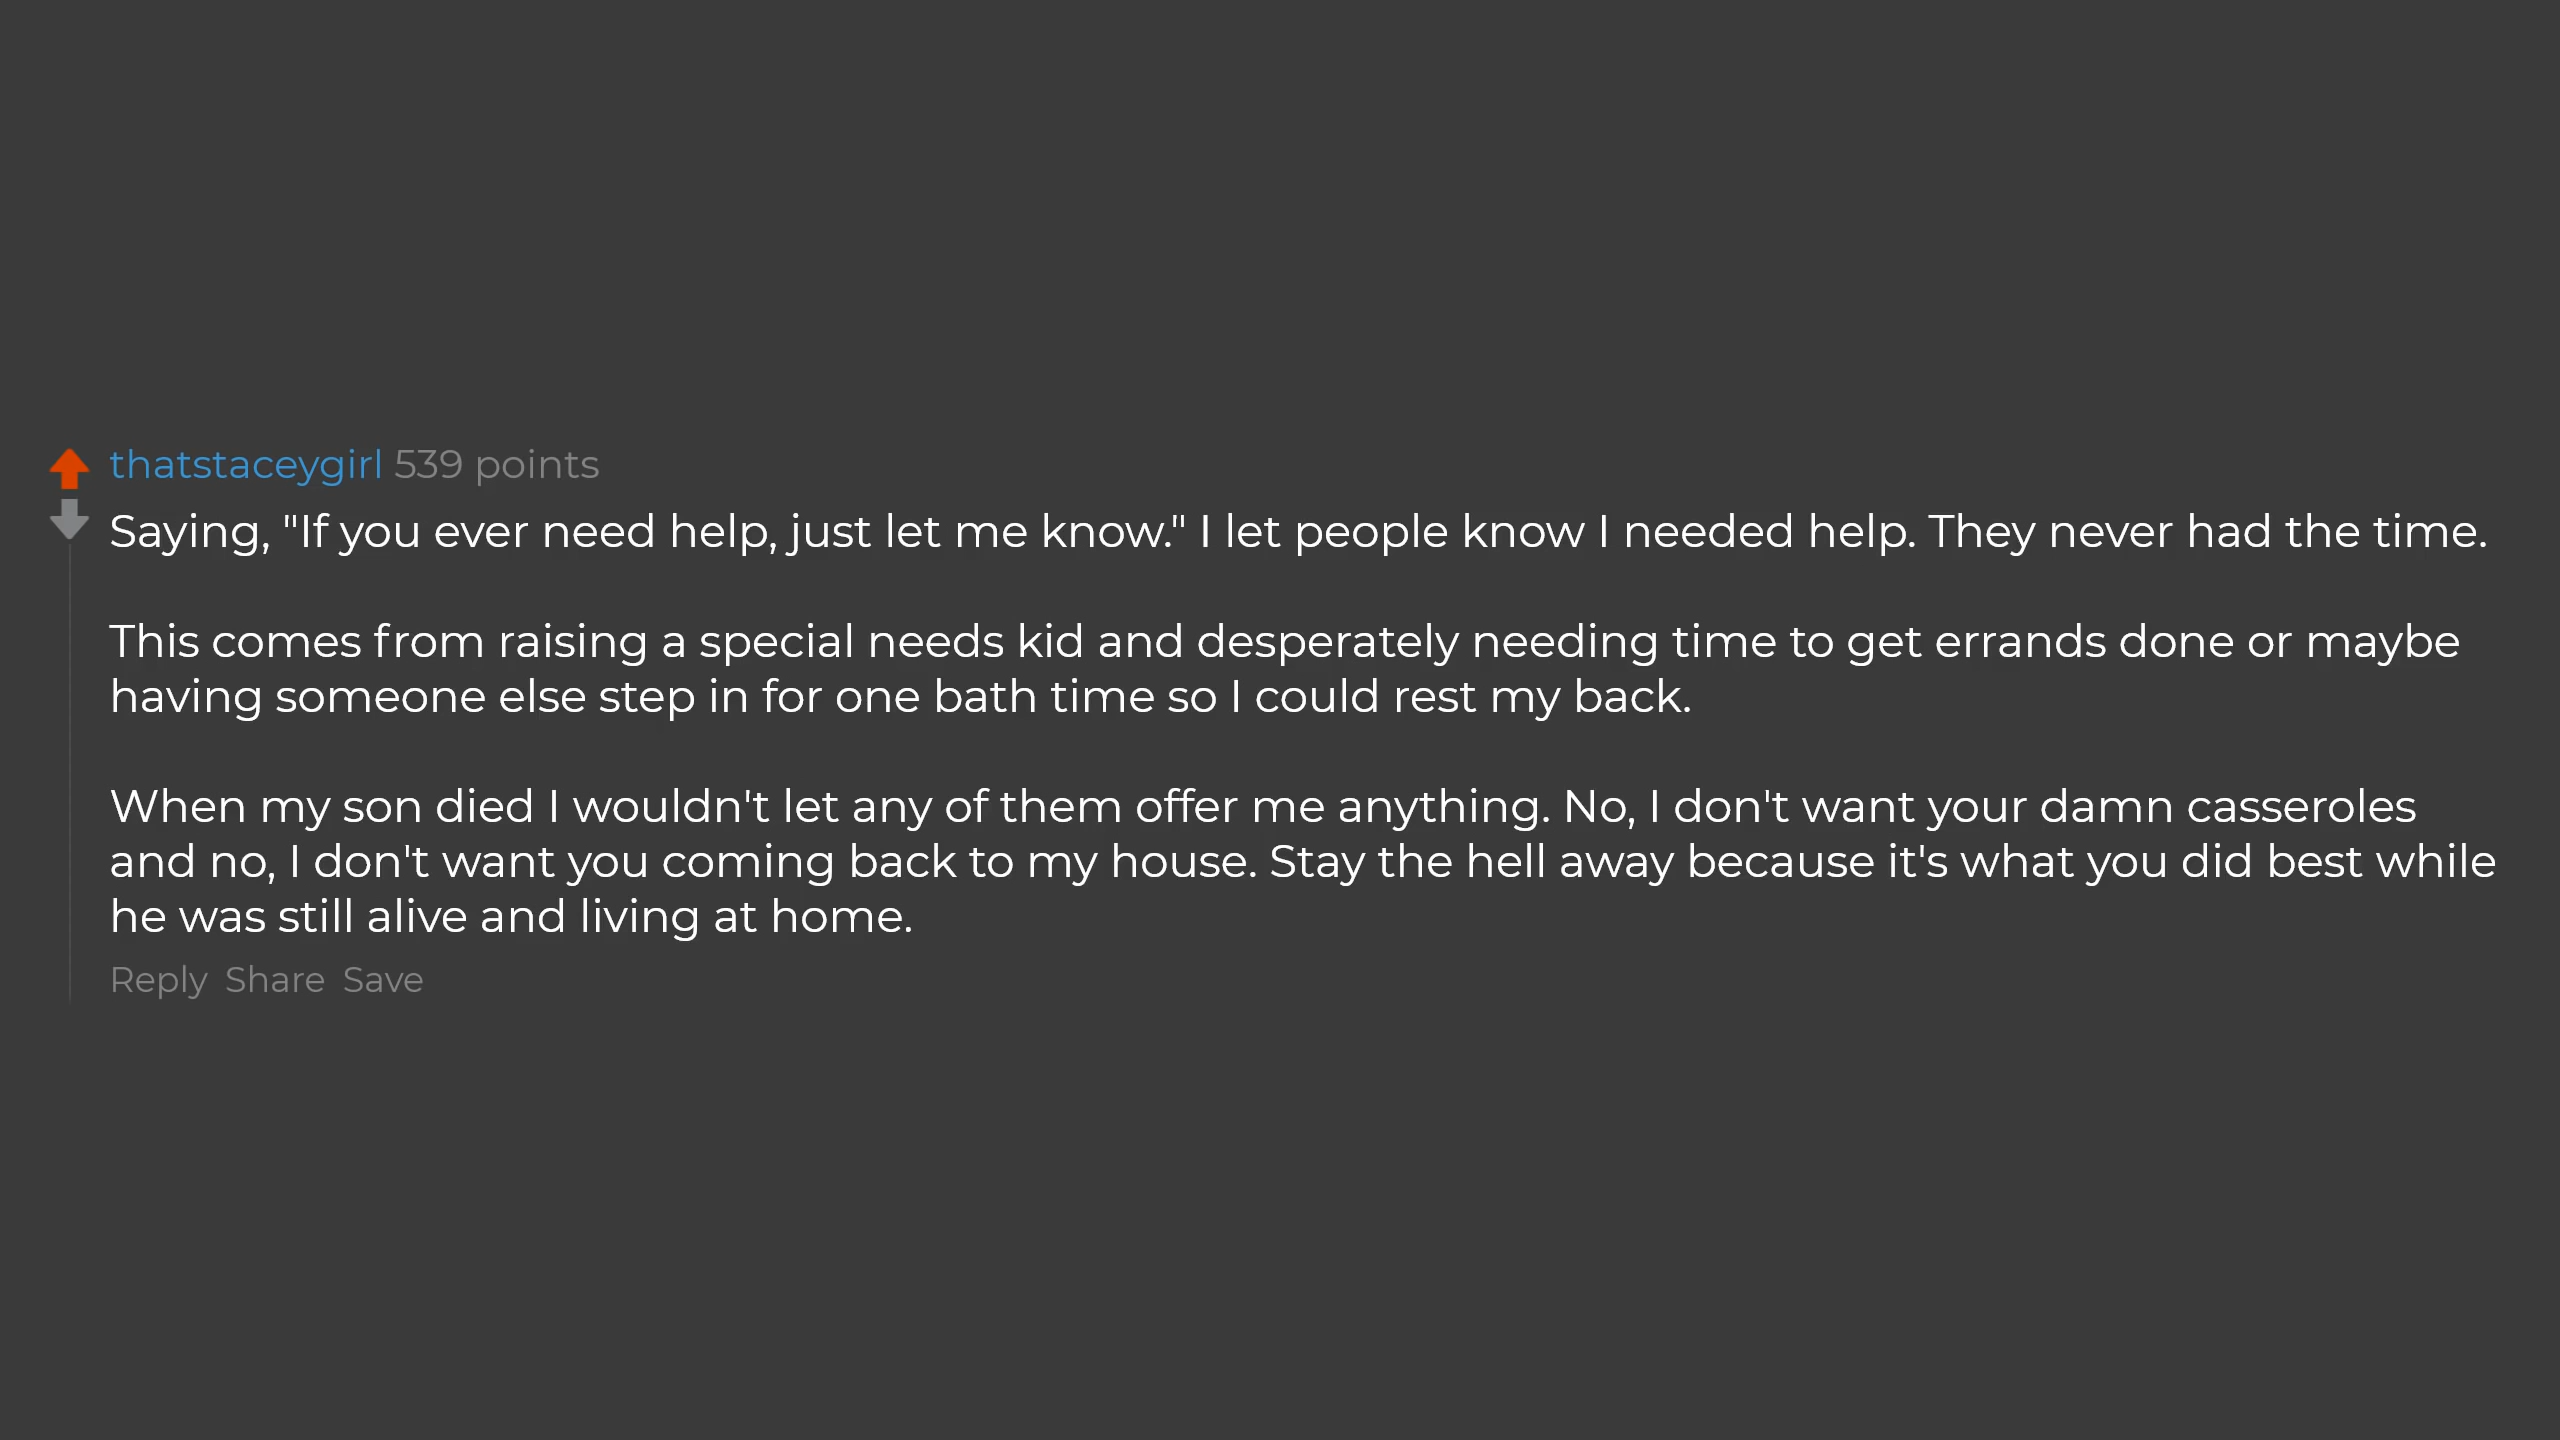 thatstaceygirl 539 points
Saying, "If you ever need help, just let me know." I let people know I needed help. They never had the time.
This comes from raising a special needs kid and desperately needing time to get errands done or maybe
having someone else step in for one bath time so I could rest my back.
When my son died I wouldn't let any of them offer me anything. No, I don't want your damn casseroles
and no, I don't want you coming back to my house. Stay the hell away because it's what you did best while
he was still alive and living at home.
Reply Share Save